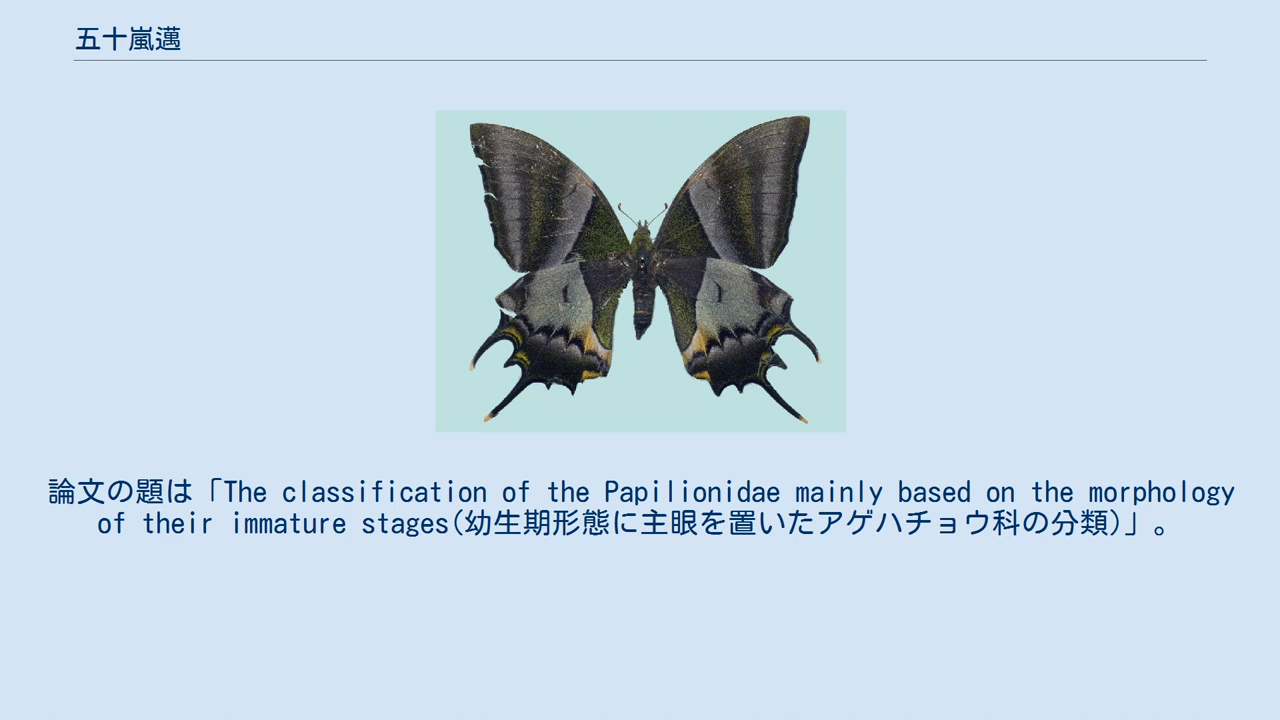 五十嵐邁
論文の題は「The classification of the Papilionidae mainly based on the morphology
of their immature stages(幼生期形態に主眼を置いたアゲハチョウ科の分類)」。